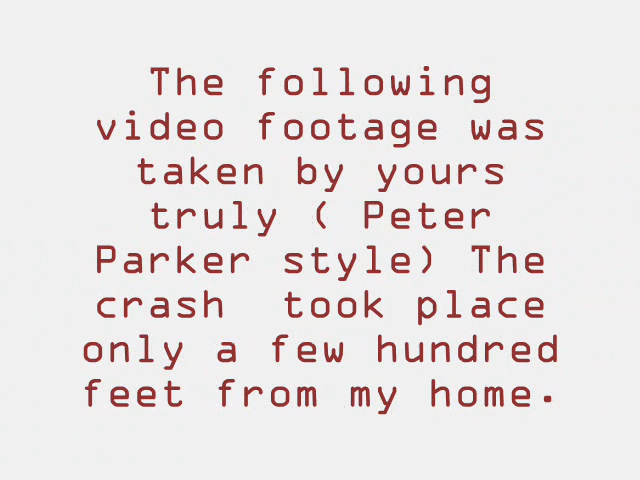 The following
video footage was
taken by yours
truly ( Peter
Parker style) The
crash  took place
only a few hundred
feet from my home.